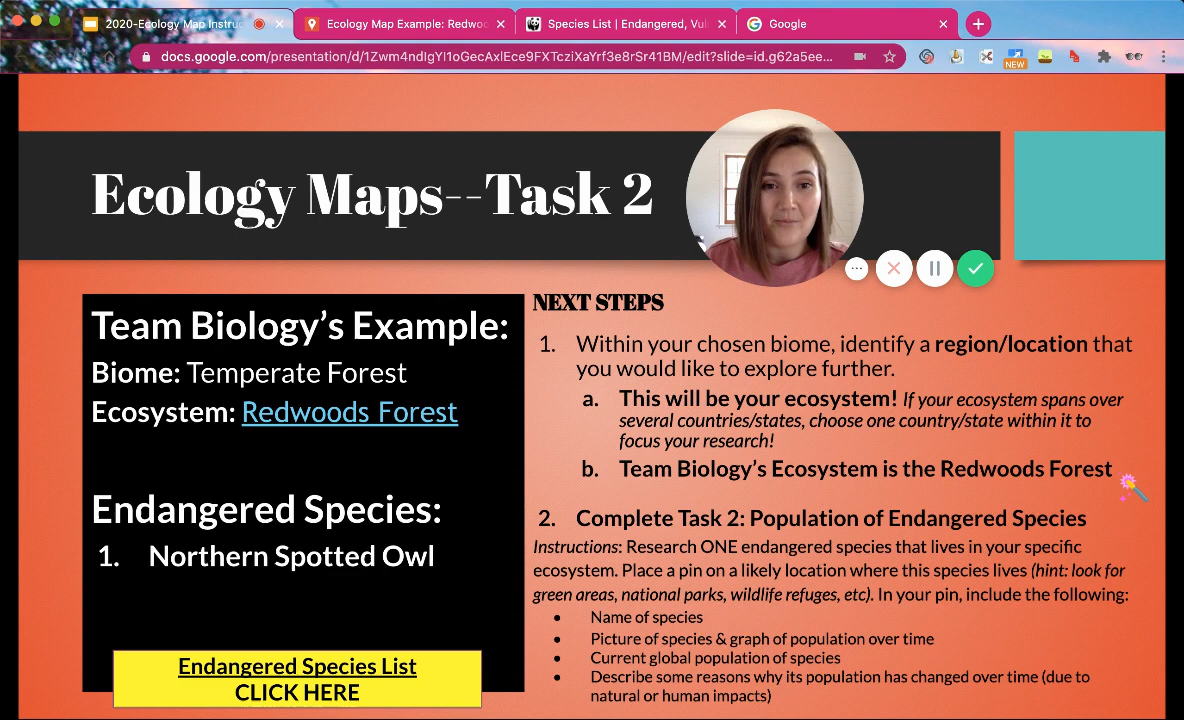 2020-Ecology Map Instruc
Ecology Map Example: Redwoo
Species List | Endangered, Vul
Google
docs.google.com/presentation/d/1Zwm4ndIgYI1oGecAxlEce9FXTcziXaYrf3e8rSr41BM/edit?slide=id.g62a5ee...
NEW
Ecology Maps--Task 2
Team Biology's Example:
Biome: Temperate Forest
Ecosystem: Redwoods Forest
Endangered Species:
1. Northern Spotted Owl
Endangered Species List
CLICK HERE
NEXT STEPS
1. Within your chosen biome, identify a region/location that
you would like to explore further.
a. This will be your ecosystem! If your ecosystem spans over
several countries/states, choose one country/state within it to
focus your research!
b. Team Biology's Ecosystem is the Redwoods Forest
2. Complete Task 2: Population of Endangered Species
Instructions: Research ONE endangered species that lives in your specific
ecosystem. Place a pin on a likely location where this species lives (hint: look for
green areas, national parks, wildlife refuges, etc). In your pin, include the following:
• Name of species
• Picture of species & graph of population over time
• Current global population of species
• Describe some reasons why its population has changed over time (due to
natural or human impacts)